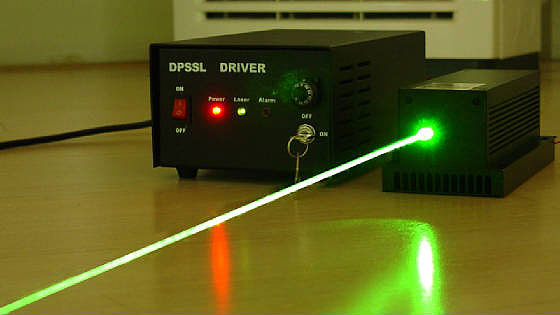 DPSSL DRIVER
ON
Power Laser Alarm
OFF
OFF
ON